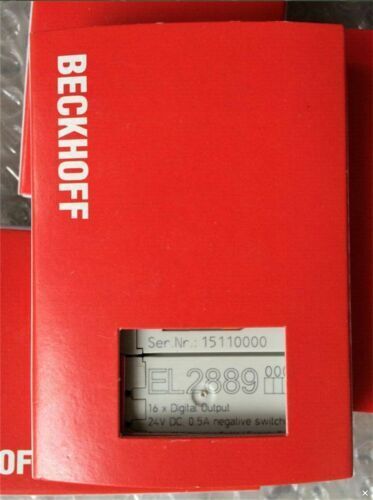 BECKHOFF
Ser.Nr.: 15110000
EL2889
16 x Digital Output
24V DC, 0.5A negative switch
OF